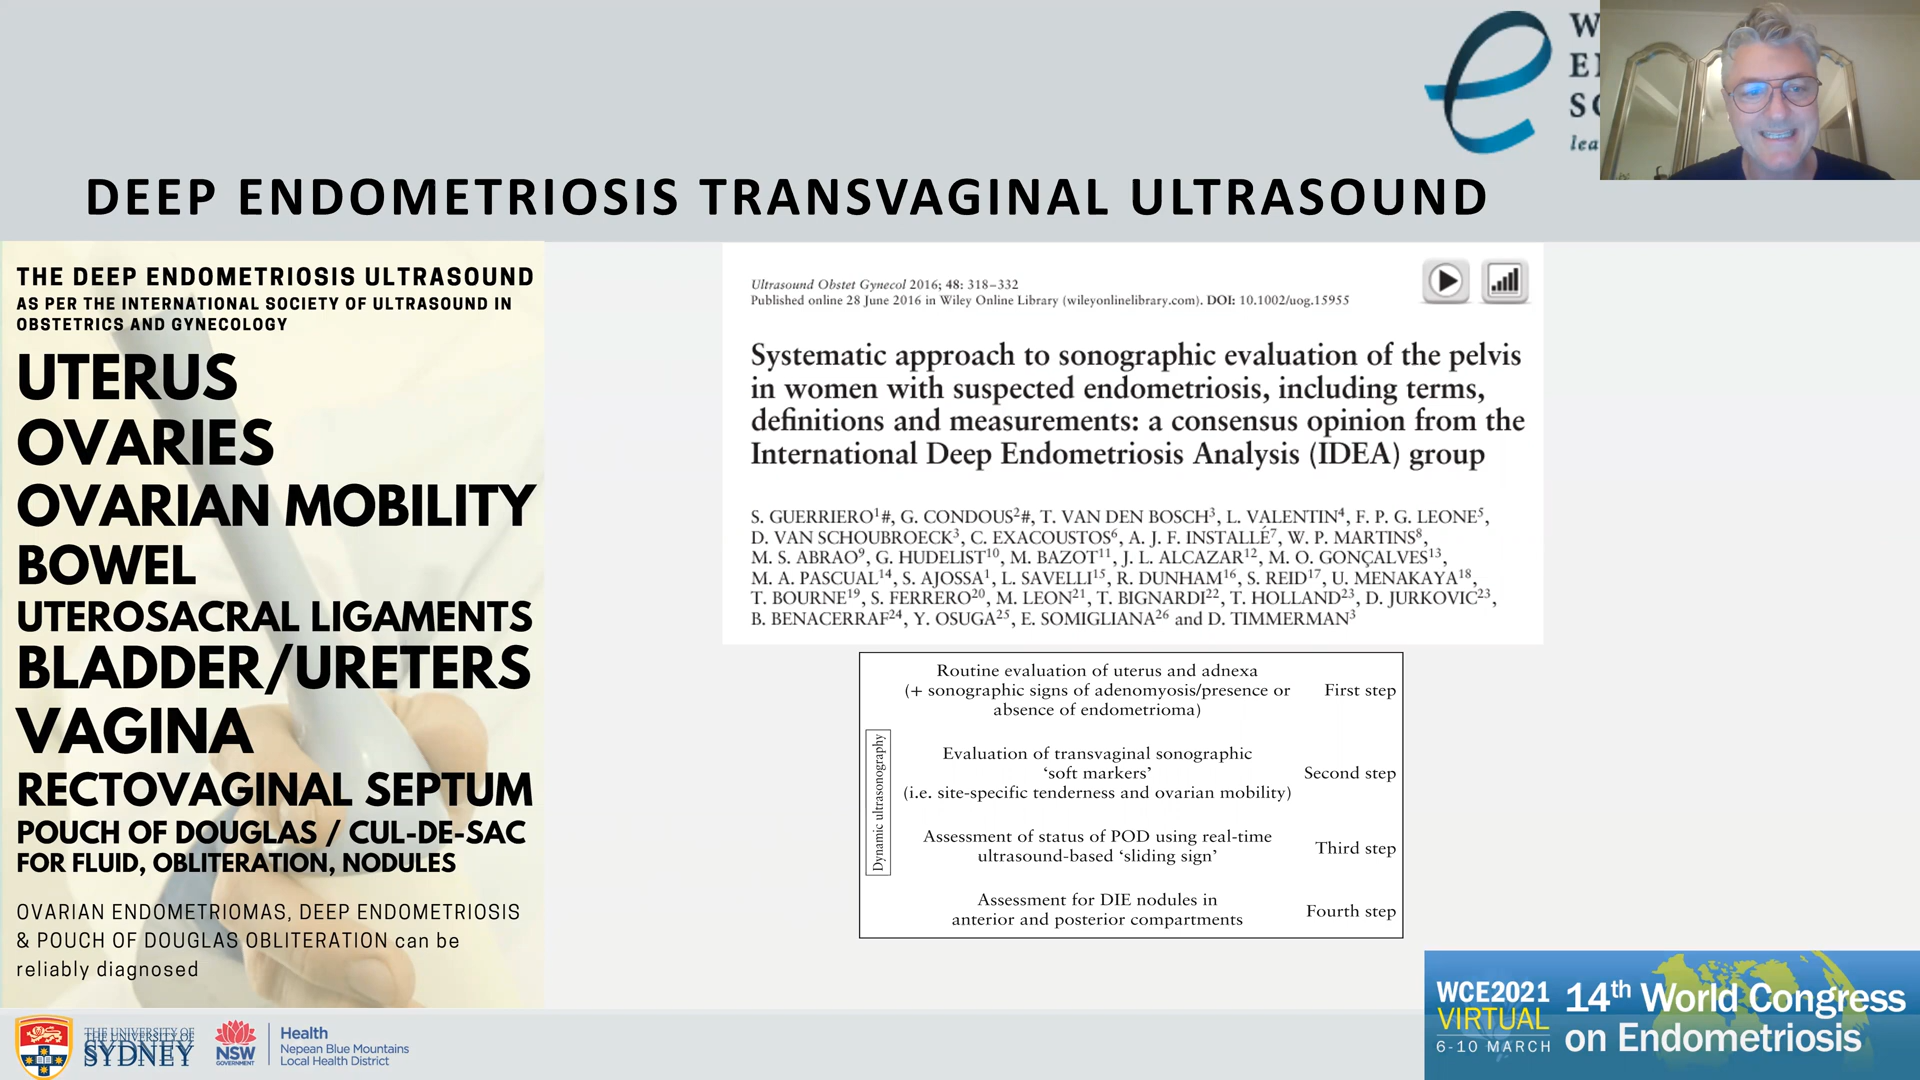 DEEP ENDOMETRIOSIS TRANSVAGINAL ULTRASOUND
THE DEEP ENDOMETRIOSIS ULTRASOUND
AS PER THE INTERNATIONAL SOCIETY OF ULTRASOUND IN
OBSTETRICS AND GYNECOLOGY
UTERUS
OVARIES
OVARIAN MOBILITY
BOWEL
UTEROSACRAL LIGAMENTS
BLADDER/URETERS
VAGINA
RECTOVAGINAL SEPTUM
POUCH OF DOUGLAS / CUL-DE-SAC
FOR FLUID, OBLITERATION, NODULES
OVARIAN ENDOMETRIOMAS, DEEP ENDOMETRIOSIS
& POUCH OF DOUGLAS OBLITERATION can be
reliably diagnosed
Ultrasound Obstet Gynecol 2016; 48: 318–332
Published online 28 June 2016 in Wiley Online Library (wileyonlinelibrary.com). DOI: 10.1002/uog.15955
Systematic approach to sonographic evaluation of the pelvis
in women with suspected endometriosis, including terms,
definitions and measurements: a consensus opinion from the
International Deep Endometriosis Analysis (IDEA) group
S. GUERRIERO1#, G. CONDOUS2#, T. VAN DEN BOSCH3, L. VALENTIN4, F. P. G. LEONE5,
D. VAN SCHOUBROECK3, C. EXACOUSTOS6, A. J. F. INSTALLÉ7, W. P. MARTINS8,
M. S. ABRAO9, G. HUDELIST10, M. BAZOT11, J. L. ALCAZAR12, M. O. GONÇALVES13,
M. A. PASCUAL14, S. AJOSSA1, L. SAVELLI15, R. DUNHAM16, S. REID17, U. MENAKAYA18,
T. BOURNE19, S. FERRERO20, M. LEON21, T. BIGNARDI22, T. HOLLAND23, D. JURKOVIC23,
B. BENACERRAF24, Y. OSUGA25, E. SOMIGLIANA26 and D. TIMMERMAN3
Dynamic ultrasonography
Routine evaluation of uterus and adnexa
(+ sonographic signs of adenomyosis/presence or
absence of endometrioma)
First step
Evaluation of transvaginal sonographic
‘soft markers’
(i.e. site-specific tenderness and ovarian mobility)
Second step
Assessment of status of POD using real-time
ultrasound-based ‘sliding sign’
Third step
Assessment for DIE nodules in
anterior and posterior compartments
Fourth step
THE UNIVERSITY OF
SYDNEY
NSW
GOVERNMENT
Health
Nepean Blue Mountains
Local Health District
WCE2021
VIRTUAL
6-10 MARCH
14th World Congress
on Endometriosis